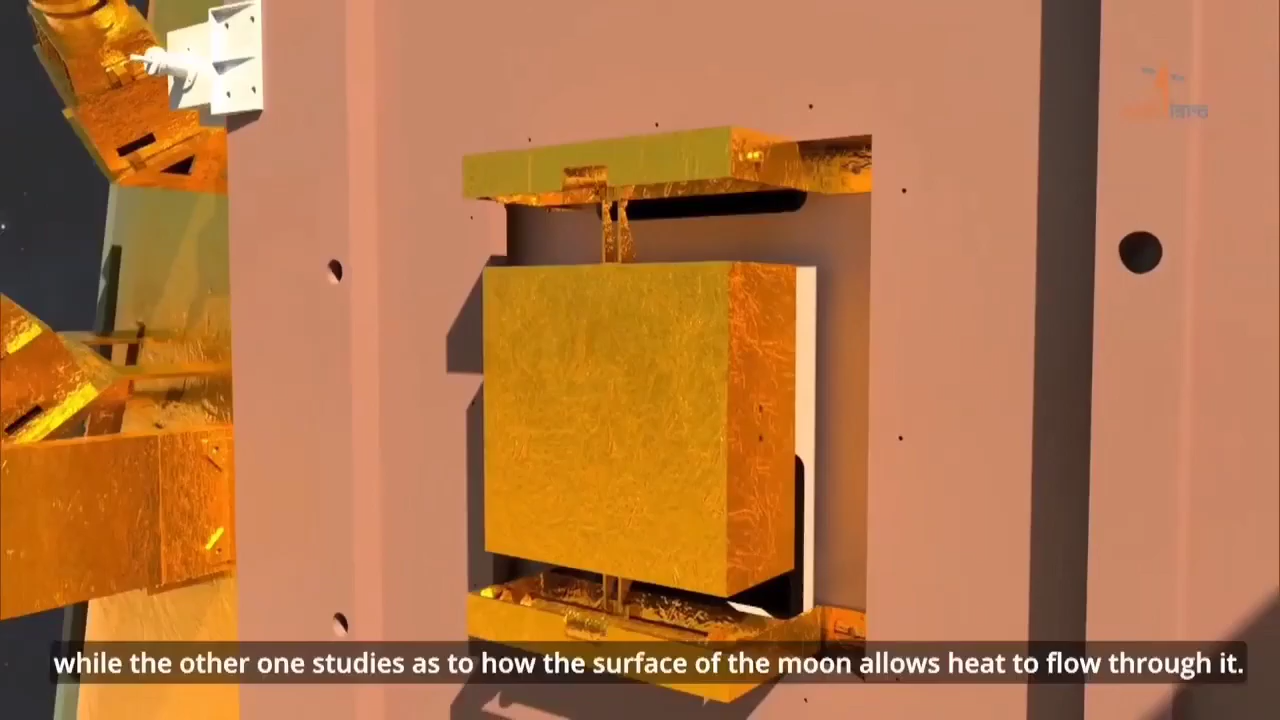 while the other one studies as to how the surface of the moon allows heat to flow through it.